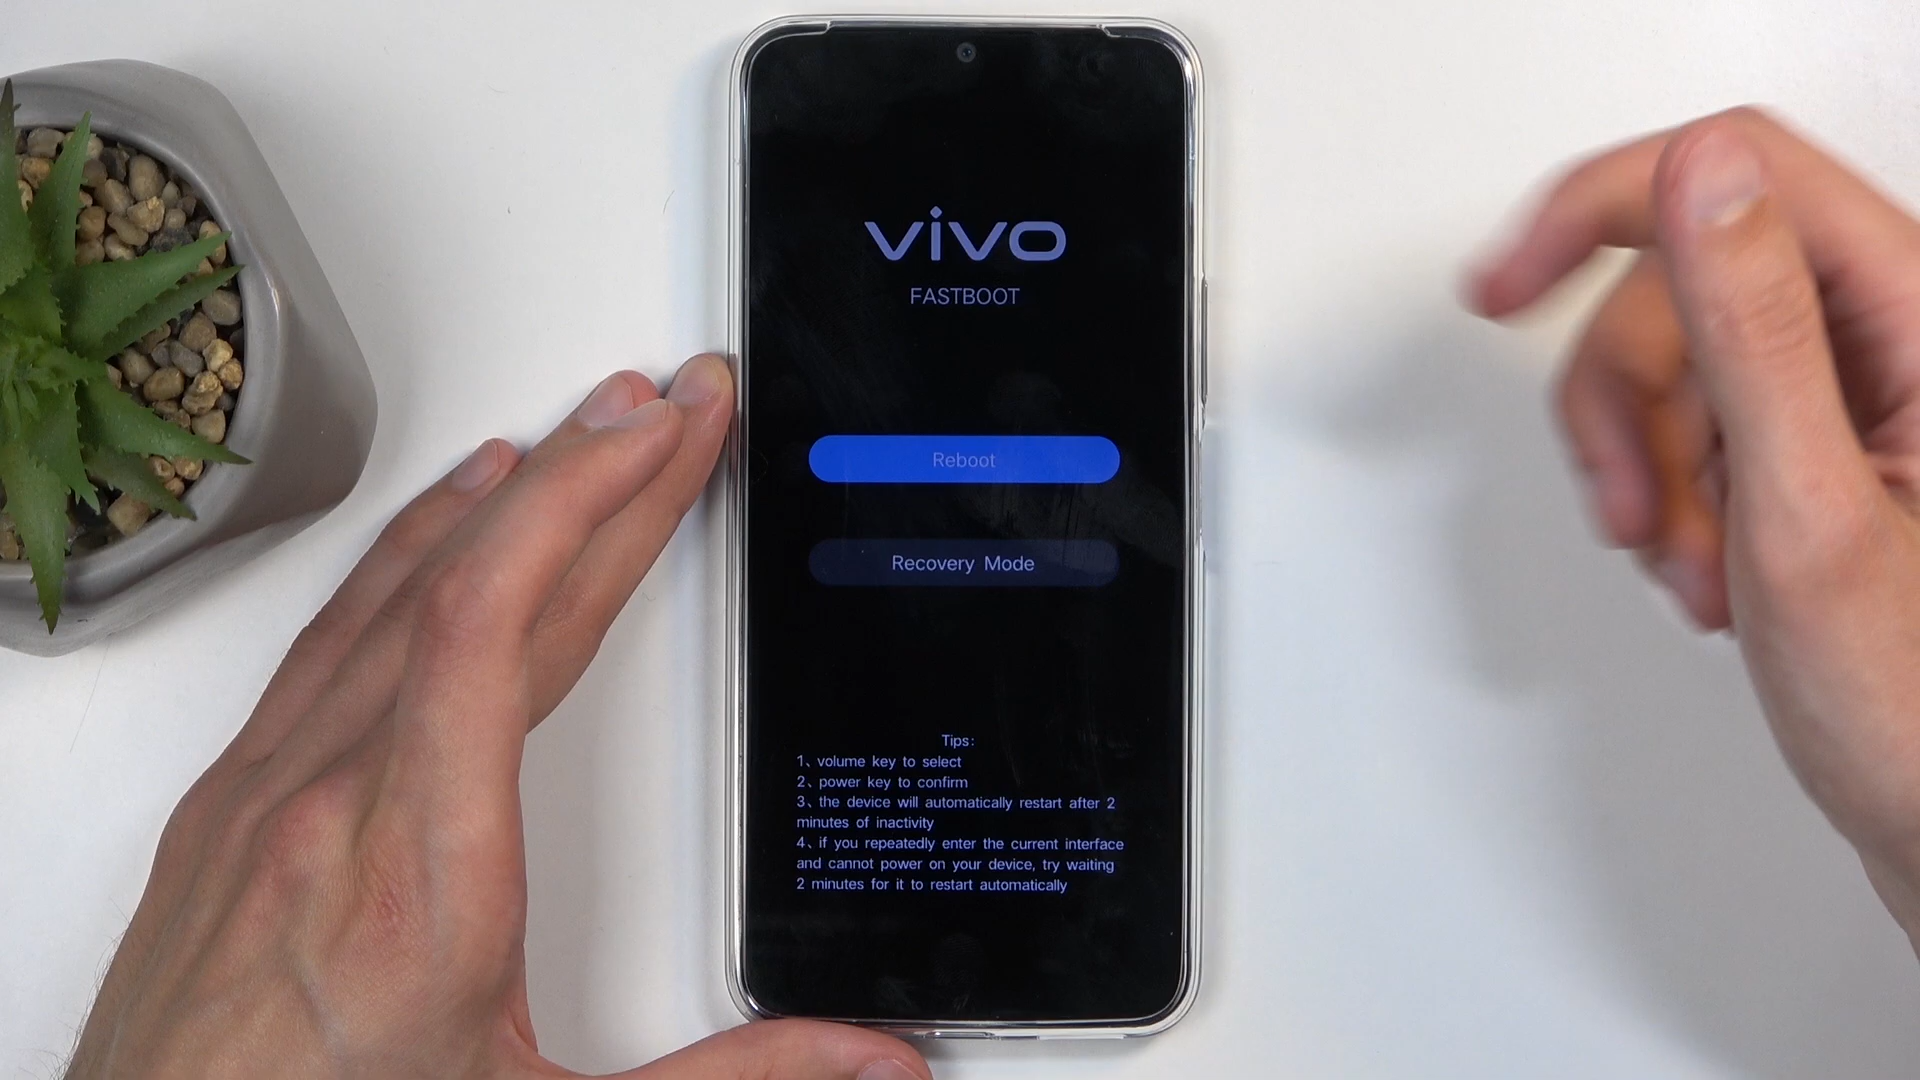 vivo
FASTBOOT
Reboot
Recovery Mode
Tips:
1、volume key to select
2、power key to confirm
3、the device will automatically restart after 2
minutes of inactivity
4、if you repeatedly enter the current interface
and cannot power on your device, try waiting
2 minutes for it to restart automatically